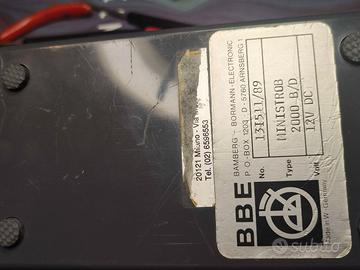 BBE
BAMBERG - BORMANN - ELECTRONIC
P.O-BOX 1203 D-5760 ARNSBERG 1
131511/89
No.
MINISTROB
2000-B/D
Type
12V DC
Volt
Made in W.-Germany
20121 Milano - Via
Tel. (02) 6596553
subito